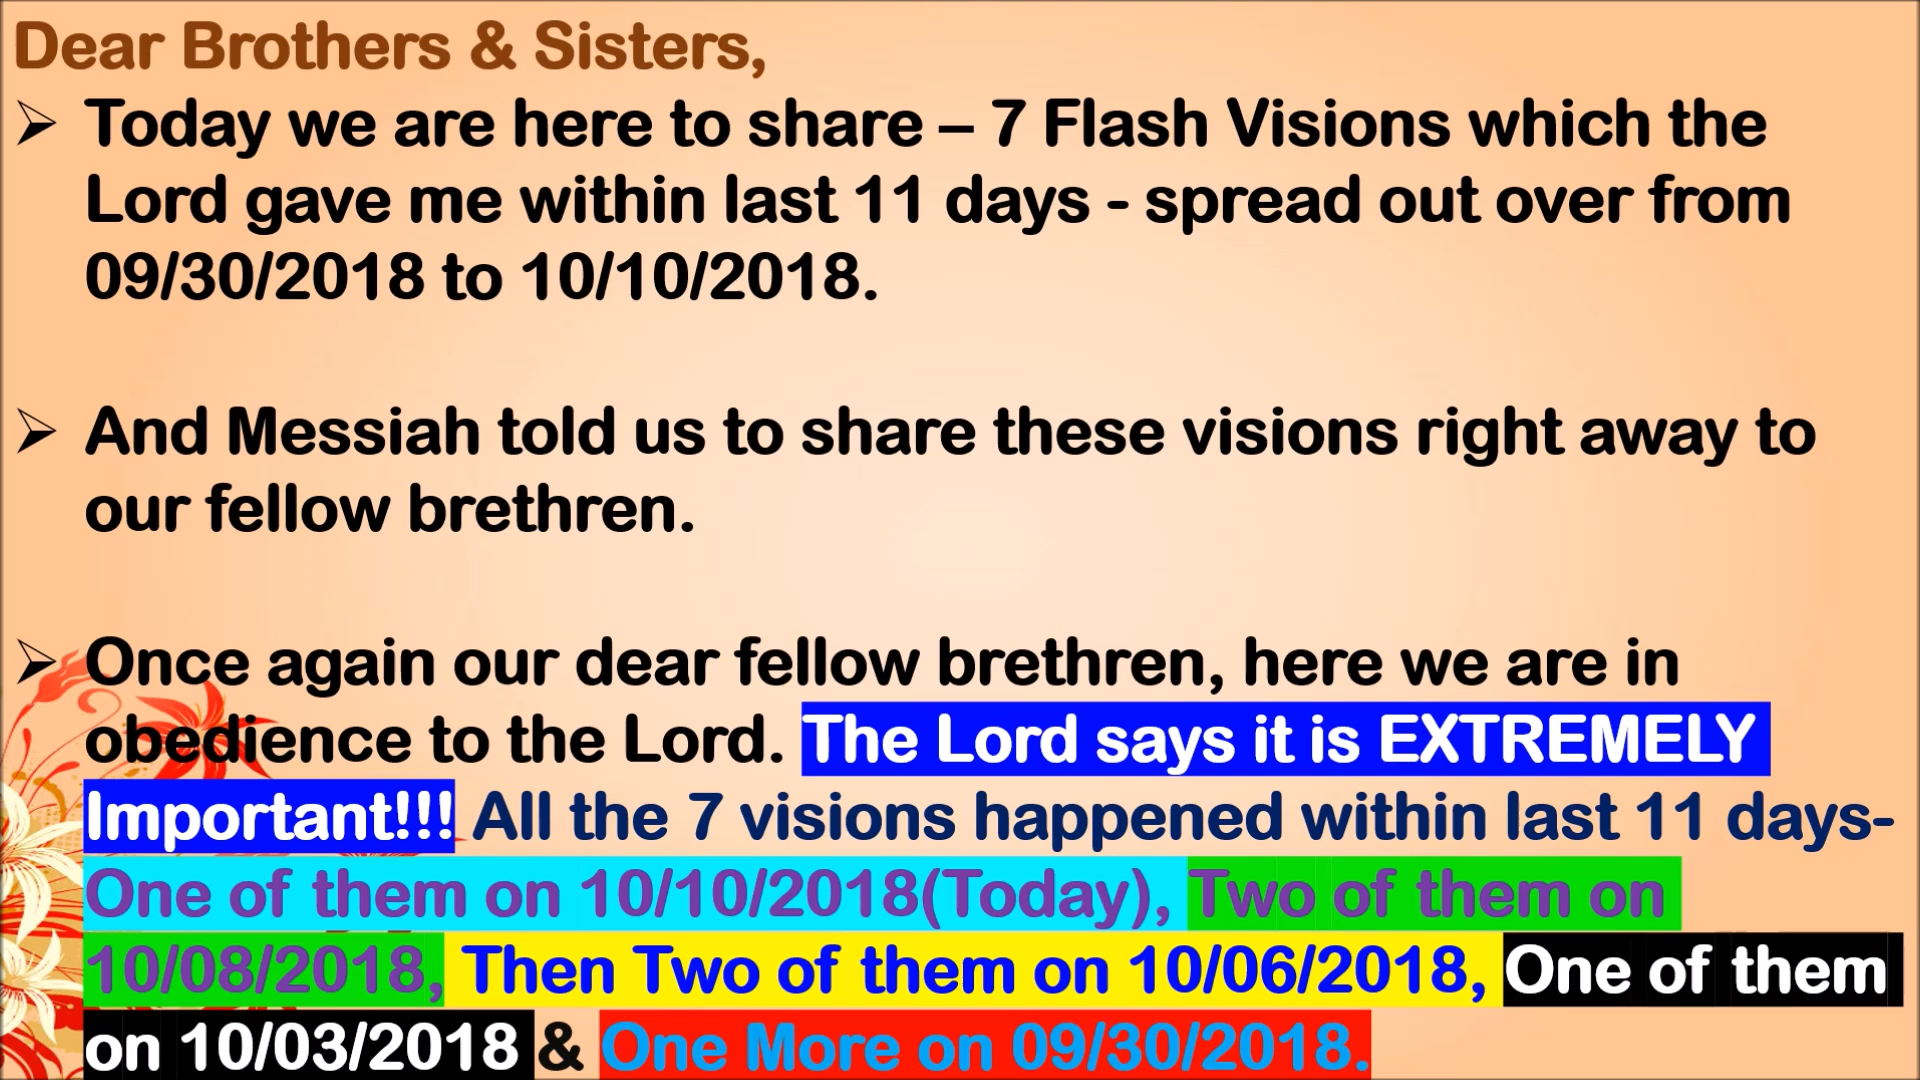 Dear Brothers & Sisters,
➢ Today we are here to share – 7 Flash Visions which the
Lord gave me within last 11 days - spread out over from
09/30/2018 to 10/10/2018.
➢ And Messiah told us to share these visions right away to
our fellow brethren.
➢ Once again our dear fellow brethren, here we are in
obedience to the Lord. The Lord says it is EXTREMELY
Important!!! All the 7 visions happened within last 11 days-
One of them on 10/10/2018(Today), Two of them on
10/08/2018, Then Two of them on 10/06/2018, One of them
on 10/03/2018 & One More on 09/30/2018.